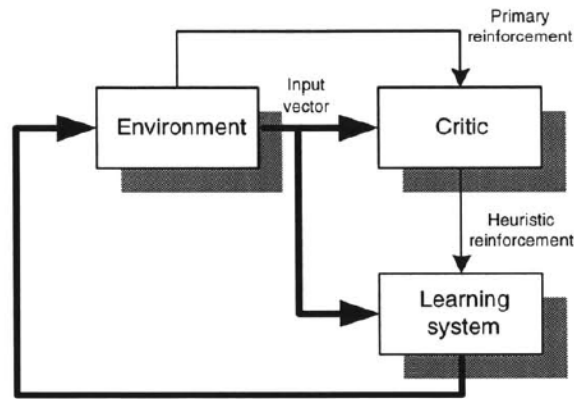 Primary
reinforcement
Input
vector
Environment
Critic
Heuristic
reinforcement
Learning
system